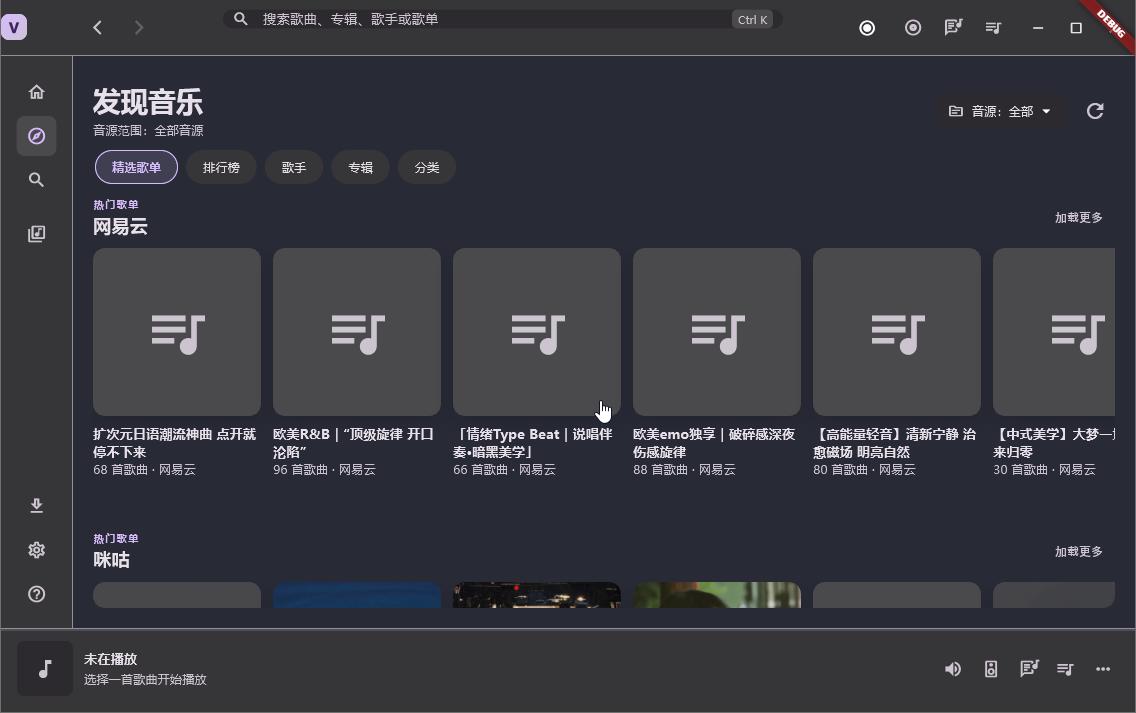 V
搜索歌曲、专辑、歌手或歌单
Ctrl K
DEBUG
发现音乐
音源范围：全部音源
音源：全部
精选歌单
排行榜
歌手
专辑
分类
热门歌单
网易云
加载更多
扩次元日语潮流神曲 点开就
停不下来
68 首歌曲 · 网易云
欧美R&B | “顶级旋律 开口
沦陷”
96 首歌曲 · 网易云
「情绪Type Beat | 说唱伴
奏•暗黑美学」
66 首歌曲 · 网易云
欧美emo独享 | 破碎感深夜
伤感旋律
88 首歌曲 · 网易云
【高能量轻音】清新宁静 治
愈磁场 明亮自然
80 首歌曲 · 网易云
【中式美学】大梦一
来归零
30 首歌曲 · 网易云
热门歌单
咪咕
加载更多
未在播放
选择一首歌曲开始播放